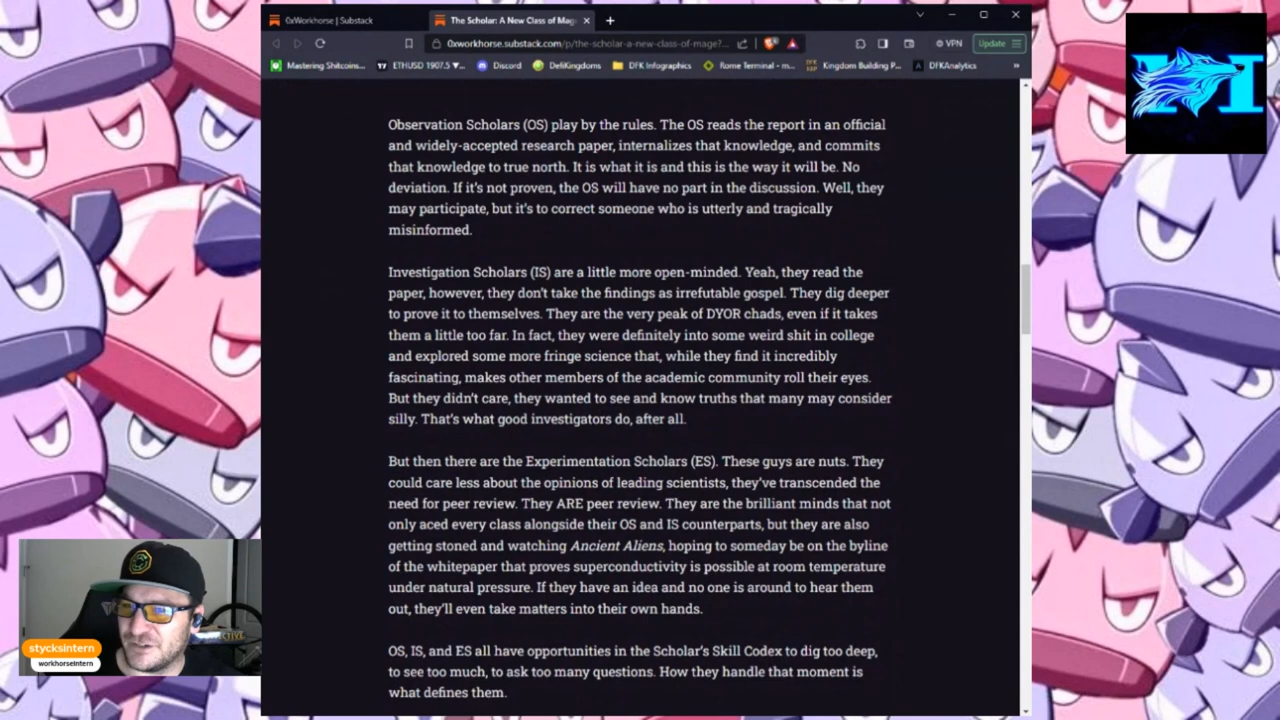 0xWorkhorse | Substack
The Scholar: A New Class of Mag
0xworkhorse.substack.com/p/the-scholar-a-new-class-of-mage?...
VPN
Update
Mastering Shitcoins...
ETHUSD 1907.5 ▼...
Discord
DefiKingdoms
DFK Infographics
Rome Terminal - m...
Kingdom Building P...
DFKAnalytics
»
Observation Scholars (OS) play by the rules. The OS reads the report in an official
and widely-accepted research paper, internalizes that knowledge, and commits
that knowledge to true north. It is what it is and this is the way it will be. No
deviation. If it's not proven, the OS will have no part in the discussion. Well, they
may participate, but it's to correct someone who is utterly and tragically
misinformed.
Investigation Scholars (IS) are a little more open-minded. Yeah, they read the
paper, however, they don't take the findings as irrefutable gospel. They dig deeper
to prove it to themselves. They are the very peak of DYOR chads, even if it takes
them a little too far. In fact, they were definitely into some weird shit in college
and explored some more fringe science that, while they find it incredibly
fascinating, makes other members of the academic community roll their eyes.
But they didn't care, they wanted to see and know truths that many may consider
silly. That's what good investigators do, after all.
But then there are the Experimentation Scholars (ES). These guys are nuts. They
could care less about the opinions of leading scientists, they've transcended the
need for peer review. They ARE peer review. They are the brilliant minds that not
only aced every class alongside their OS and IS counterparts, but they are also
getting stoned and watching Ancient Aliens, hoping to someday be on the byline
of the whitepaper that proves superconductivity is possible at room temperature
under natural pressure. If they have an idea and no one is around to hear them
out, they'll even take matters into their own hands.
OS, IS, and ES all have opportunities in the Scholar's Skill Codex to dig too deep,
to see too much, to ask too many questions. How they handle that moment is
what defines them.
stycksintern
workhorseintern